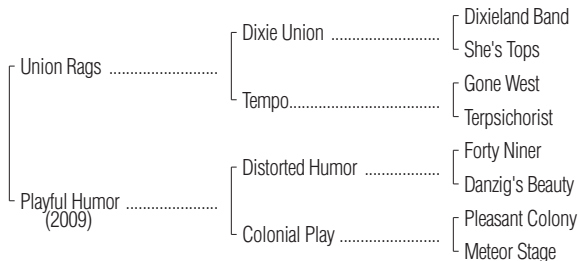 Dixieland Band
Dixie Union ........................
She's Tops
Union Rags ........................
Gone West
Tempo..................................
Terpsichorist
Forty Niner
Distorted Humor .................
Danzig's Beauty
Playful Humor .....................
(2009)
Pleasant Colony
Colonial Play .......................
Meteor Stage